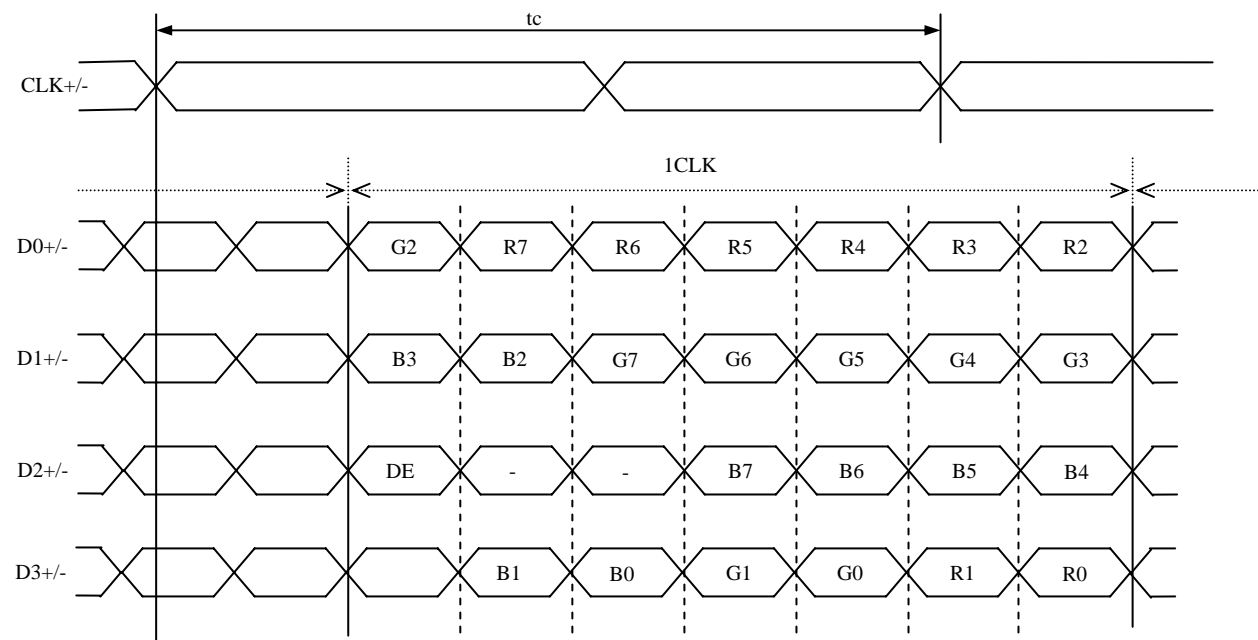 tc
CLK+/-
1CLK
D0+/- G2 R7 R6 R5 R4 R3 R2
D1+/- B3 B2 G7 G6 G5 G4 G3
D2+/- DE - - B7 B6 B5 B4
D3+/- B1 B0 G1 G0 R1 R0